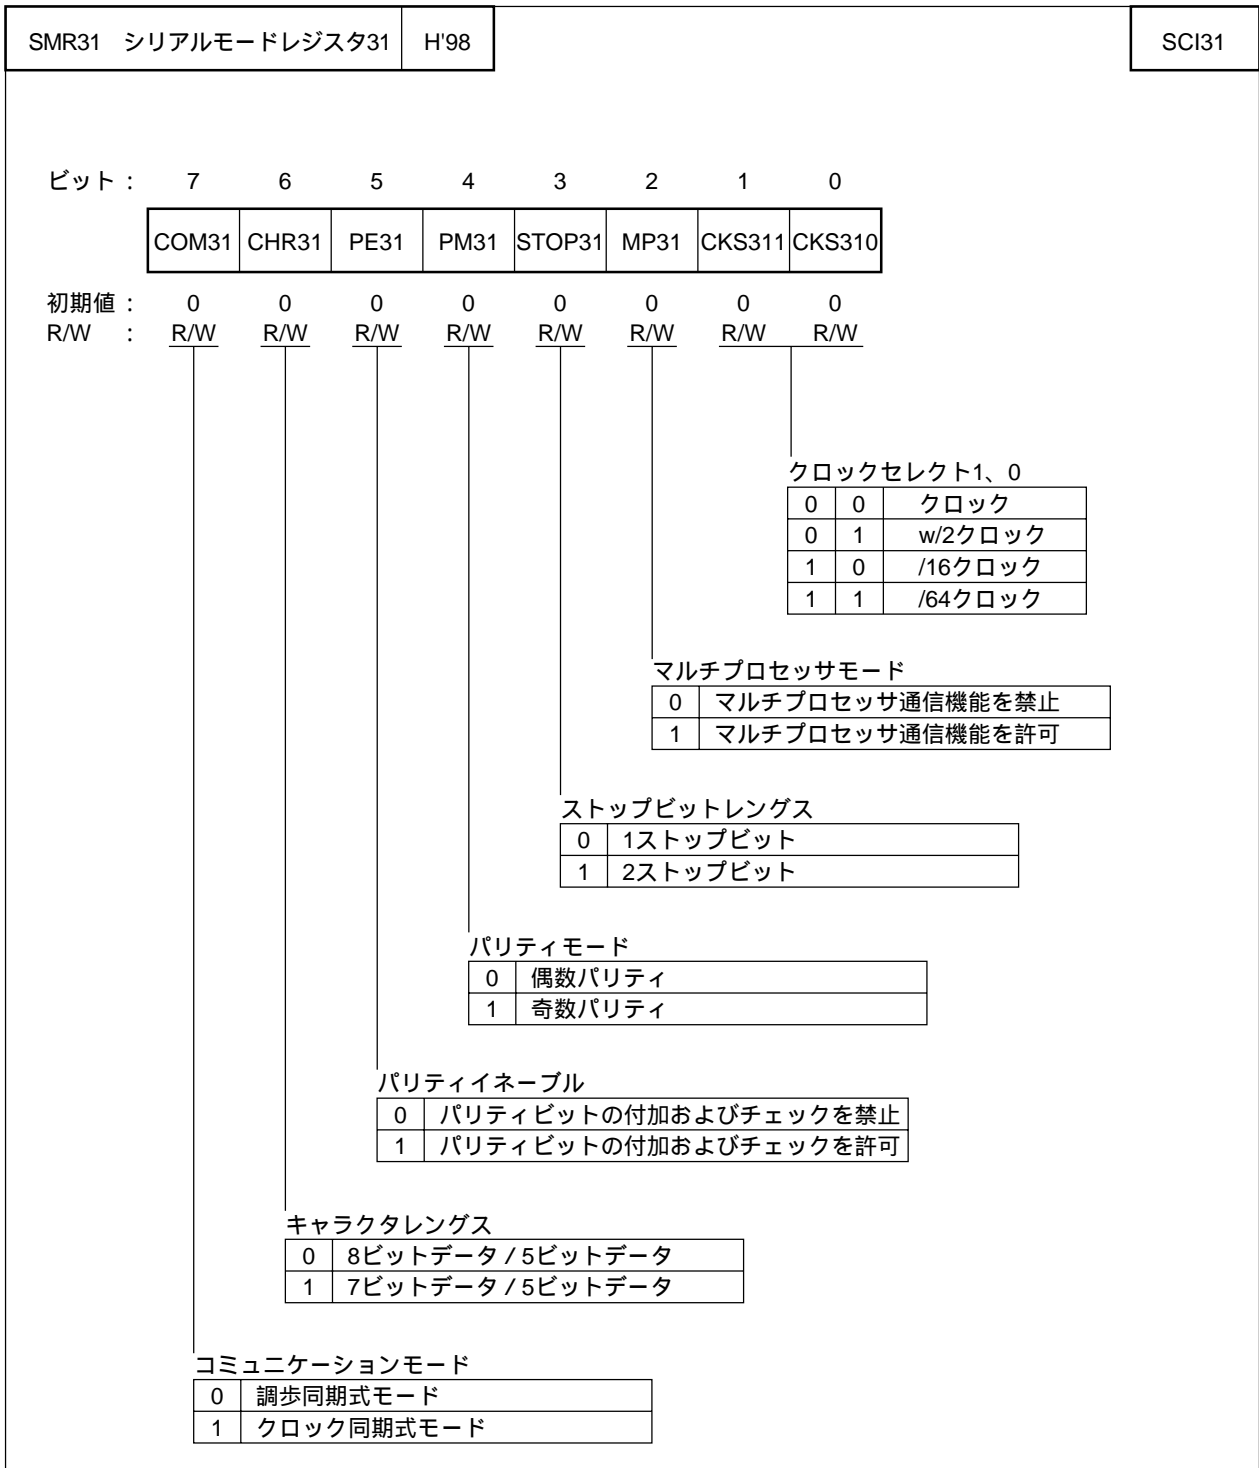 SMR31 シリアルモードレジスタ31 H'98 SCI31
ビット： 7 6 5 4 3 2 1 0
COM31 CHR31 PE31 PM31 STOP31 MP31 CKS311 CKS310
初期値： 0 0 0 0 0 0 0 0
R/W ： R/W R/W R/W R/W R/W R/W R/W R/W
クロックセレクト1、0
0 0 クロック
0 1 w/2クロック
1 0 /16クロック
1 1 /64クロック
マルチプロセッサモード
0 マルチプロセッサ通信機能を禁止
1 マルチプロセッサ通信機能を許可
ストップビットレングス
0 1ストップビット
1 2ストップビット
パリティモード
0 偶数パリティ
1 奇数パリティ
パリティイネーブル
0 パリティビットの付加およびチェックを禁止
1 パリティビットの付加およびチェックを許可
キャラクタレングス
0 8ビットデータ / 5ビットデータ
1 7ビットデータ / 5ビットデータ
コミュニケーションモード
0 調歩同期式モード
1 クロック同期式モード